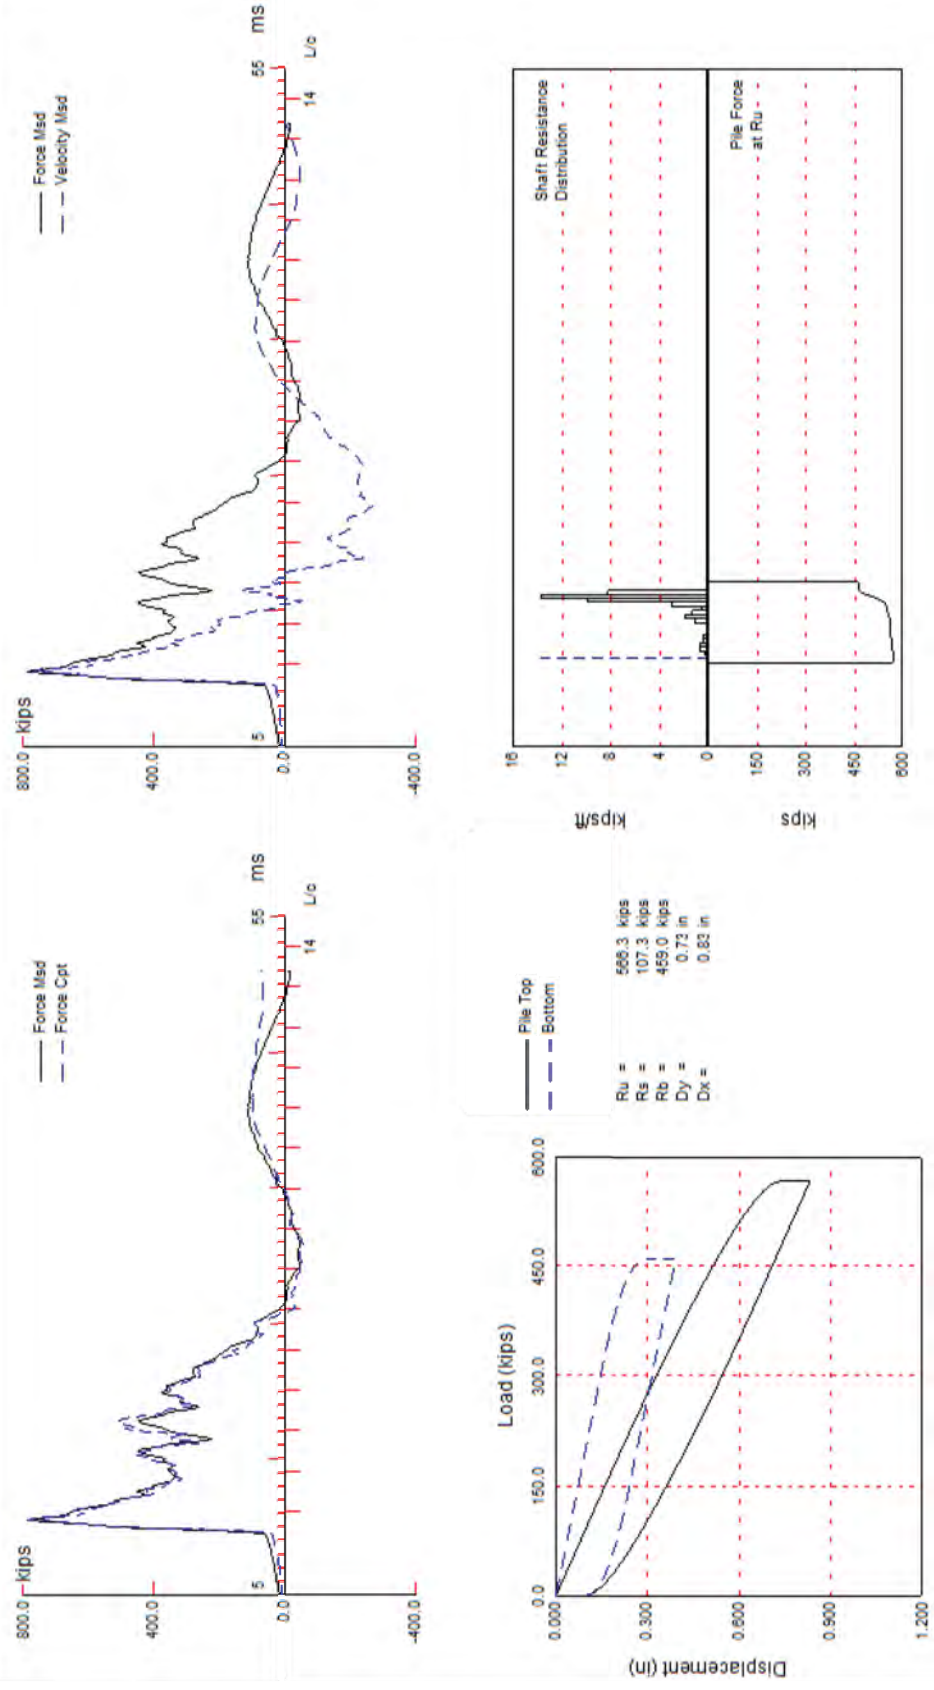 800.0 kips
400.0
0.0
-400.0
5
55
ms
14
L/c
Force Msd
Force Cpt
800.0 kips
400.0
0.0
-400.0
5
55
ms
14
L/c
Force Msd
Velocity Msd
Load (kips)
0.0 150.0 300.0 450.0 600.0
0.000
0.300
0.600
0.900
1.200
Displacement (in)
Pile Top
Bottom
Ru = 566.3 kips
Rs = 107.3 kips
Rb = 459.0 kips
Dy = 0.73 in
Dx = 0.83 in
16
12
8
4
0
150
300
450
600
kips/ft
kips
Shaft Resistance
Distribution
Pile Force
at Ru